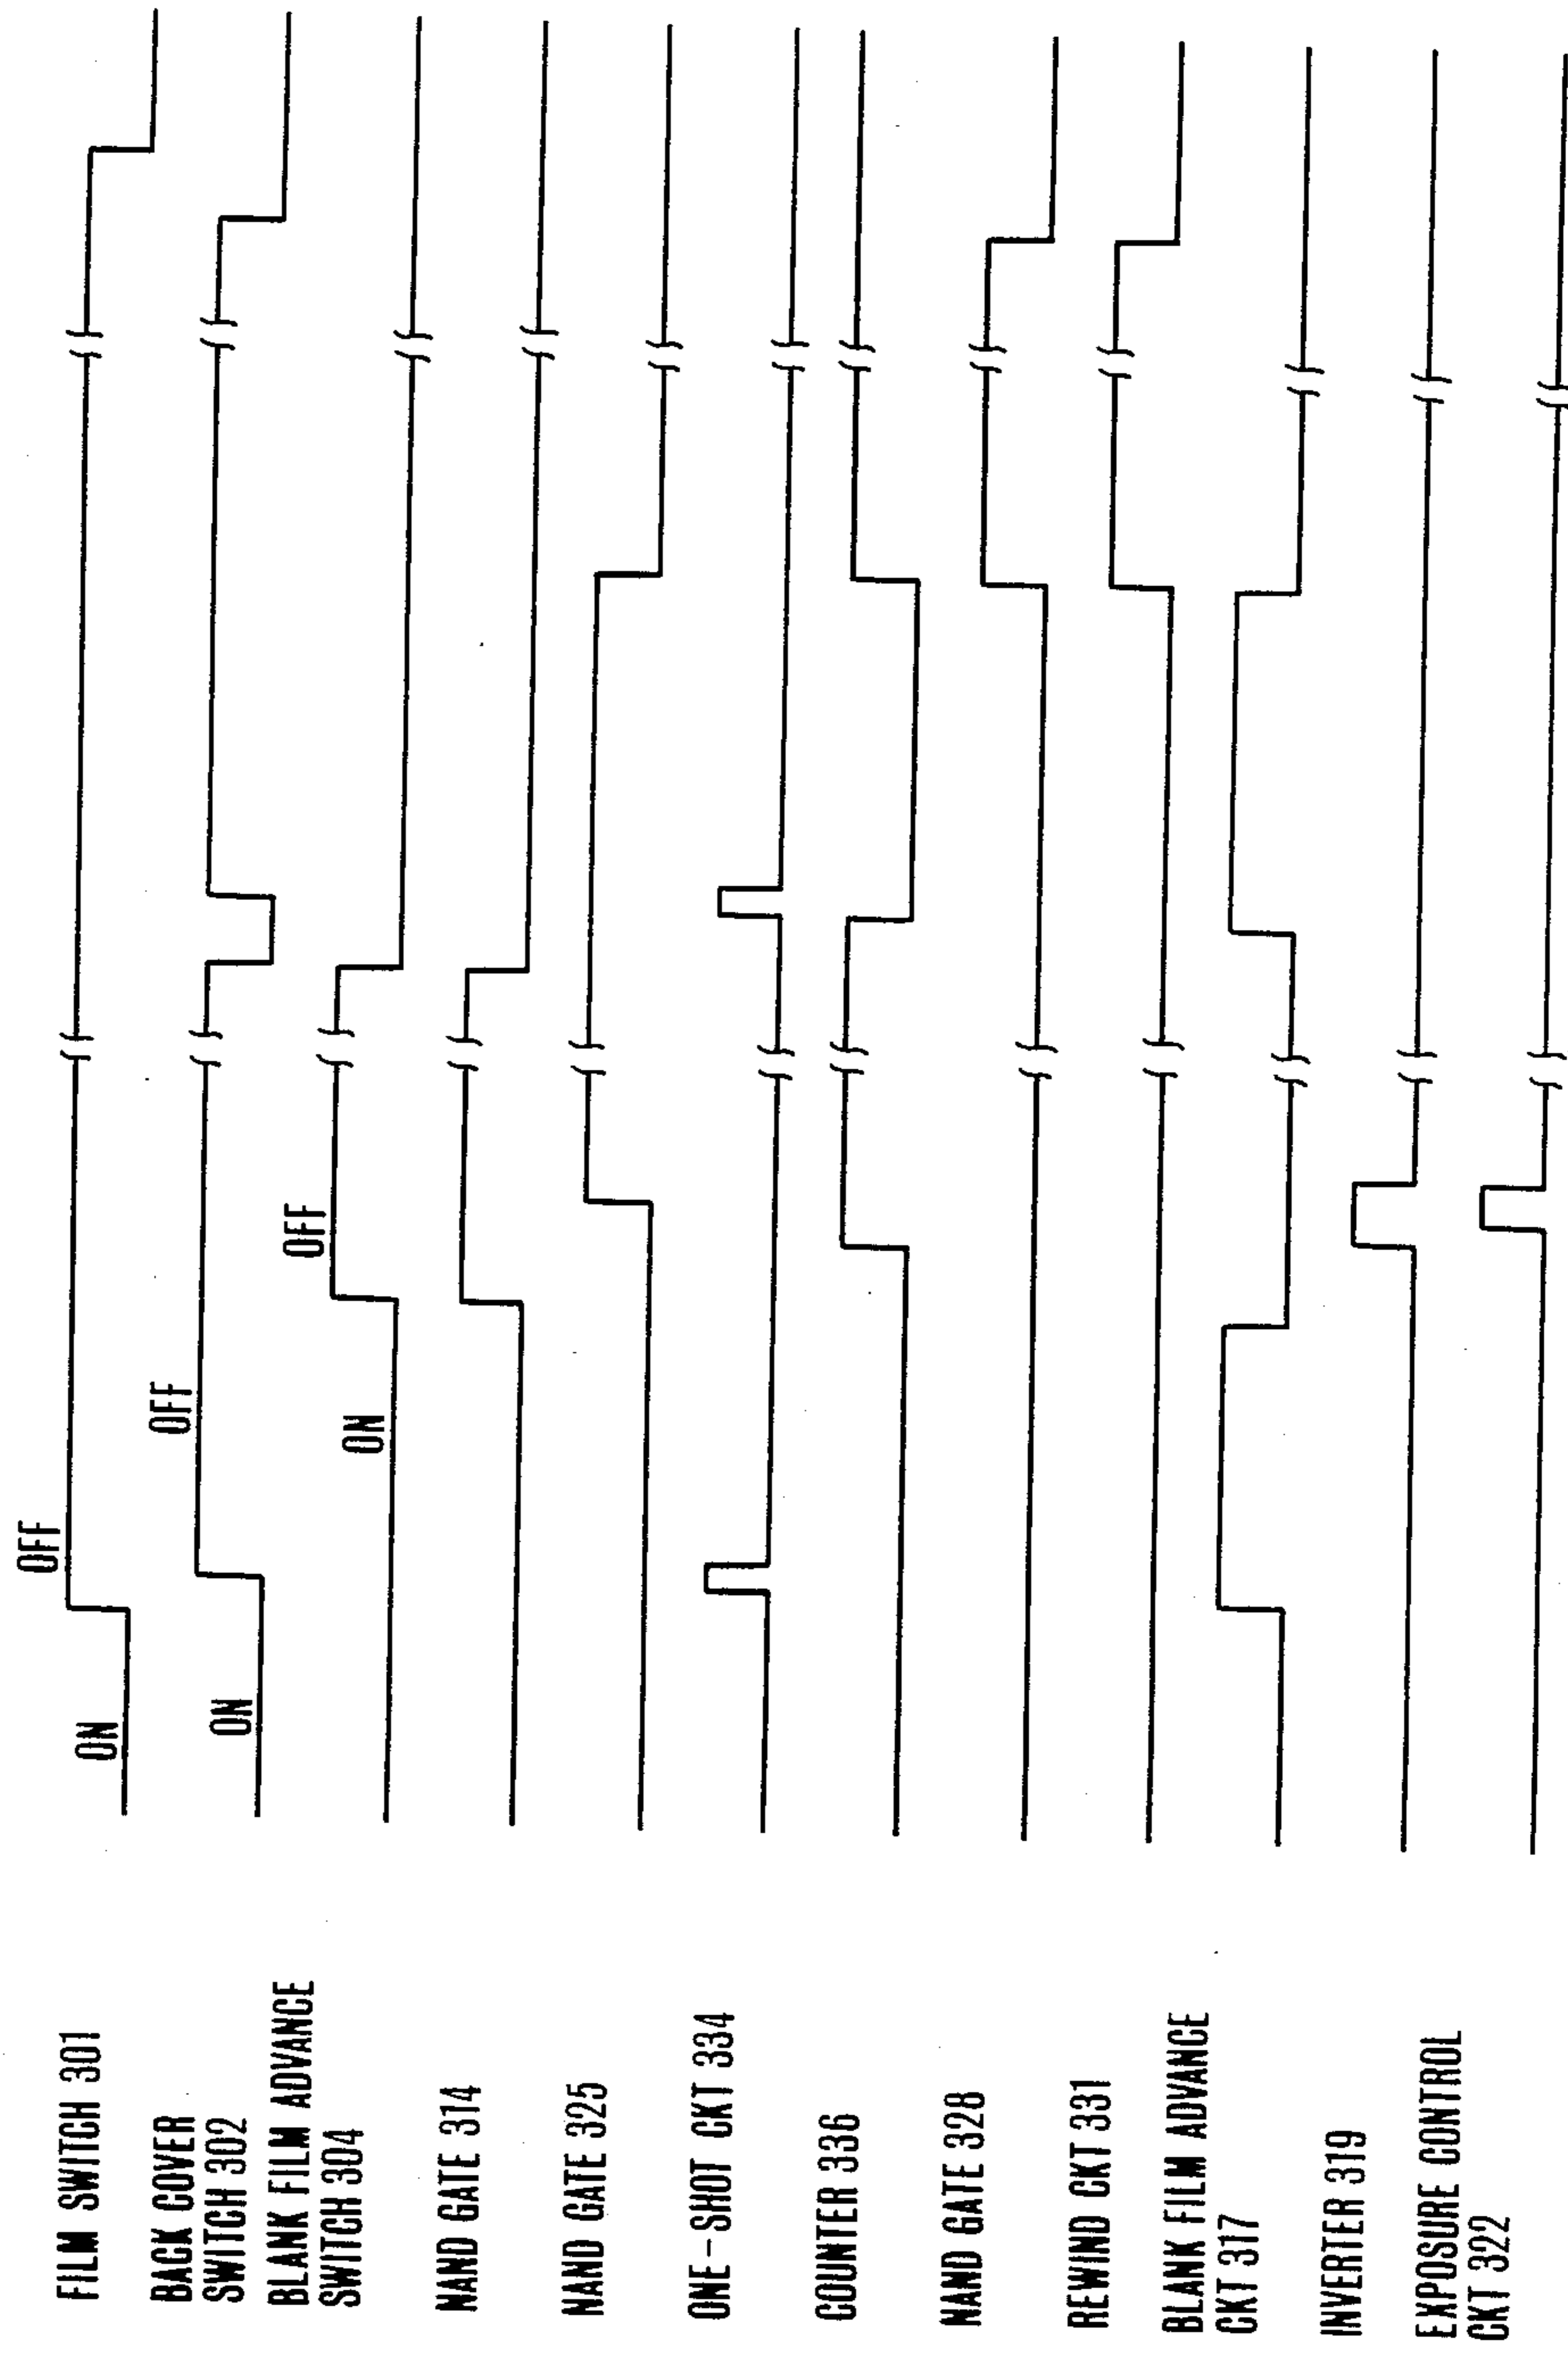 FILM SWITCH 301
ON
OFF
BACK COVER
SWITCH 302
ON
OFF
BLANK FILM ADVANCE
SWITCH 304
ON
OFF
NAND GATE 314
NAND GATE 325
ONE-SHOT CKT 334
COUNTER 336
NAND GATE 328
REWIND CKT 331
BLANK FILM ADVANCE
CKT 317
INVERTER 319
EXPOSURE CONTROL
CKT 322